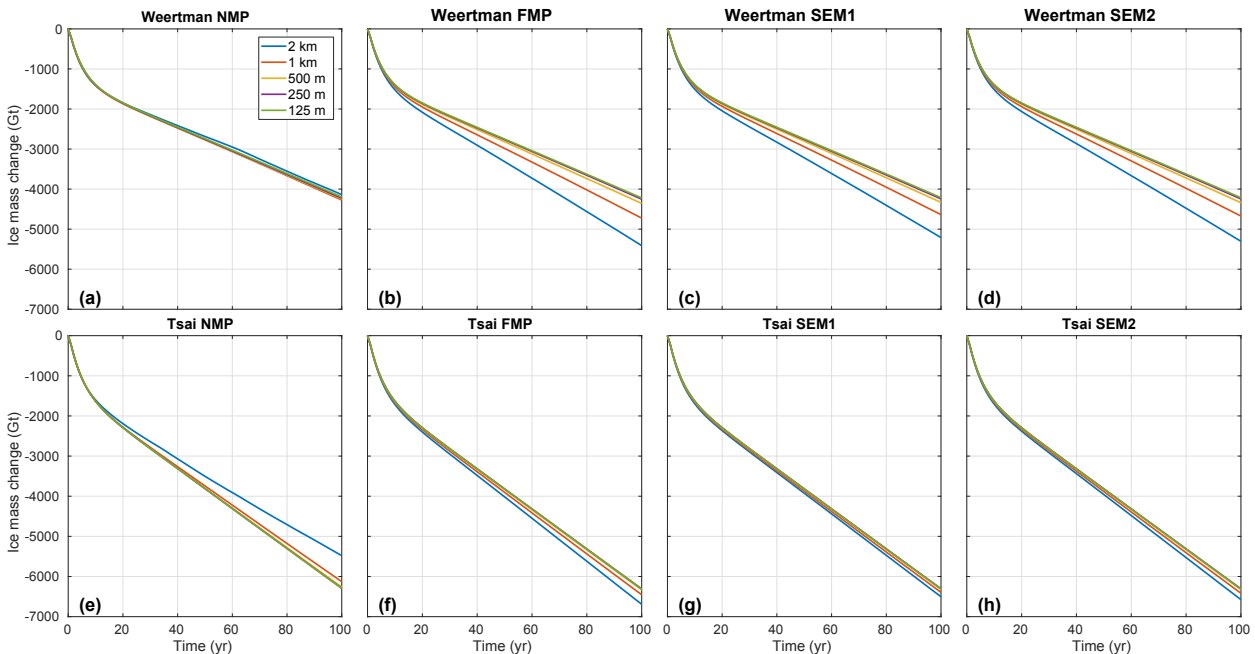 Weertman NMP
Weertman FMP
Weertman SEM1
Weertman SEM2
0
-1000
-2000
-3000
-4000
-5000
-6000
-7000
Ice mass change (Gt)
2 km
1 km
500 m
250 m
125 m
(a)
(b)
(c)
(d)
Tsai NMP
Tsai FMP
Tsai SEM1
Tsai SEM2
0
-1000
-2000
-3000
-4000
-5000
-6000
-7000
Ice mass change (Gt)
(e)
(f)
(g)
(h)
0 20 40 60 80 100
0 20 40 60 80 100
0 20 40 60 80 100
0 20 40 60 80 100
Time (yr)
Time (yr)
Time (yr)
Time (yr)